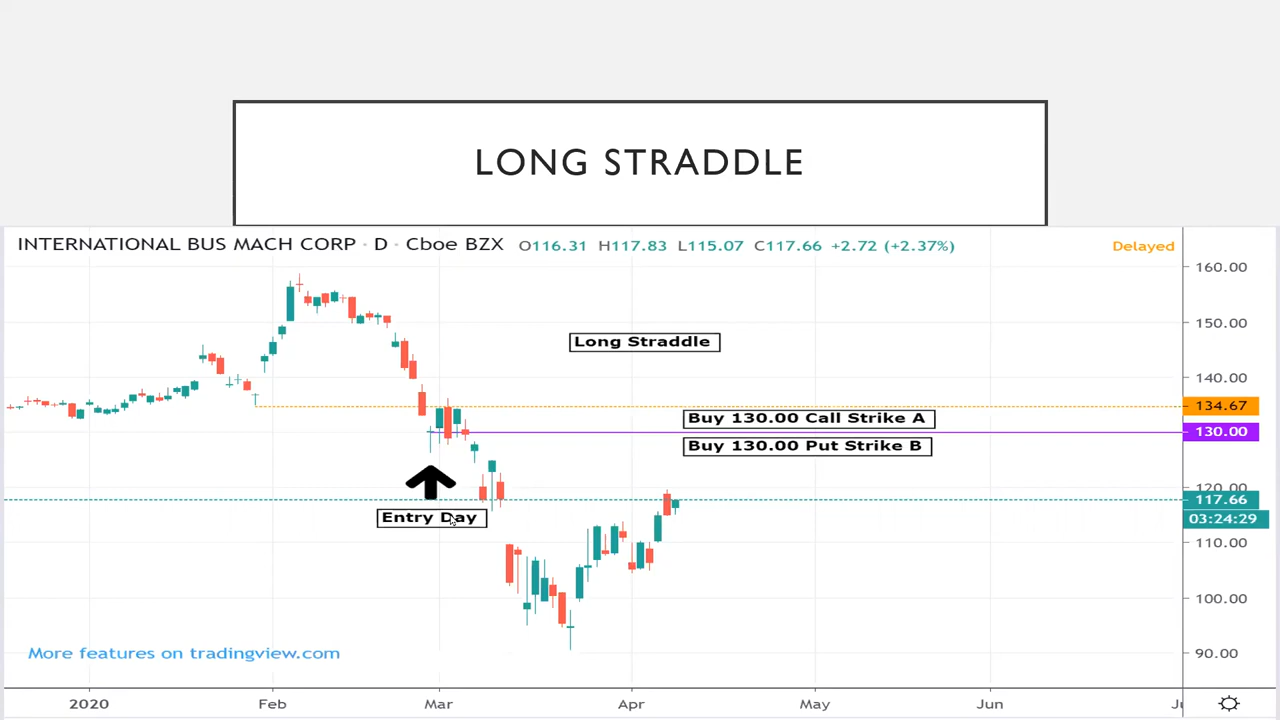 LONG STRADDLE
INTERNATIONAL BUS MACH CORP · D · Cboe BZX O116.31 H117.83 L115.07 C117.66 +2.72 (+2.37%) Delayed
160.00
150.00
Long Straddle
140.00
134.67
Buy 130.00 Call Strike A
130.00
Buy 130.00 Put Strike B
120.00
117.66
Entry Day
03:24:29
110.00
100.00
More features on tradingview.com
90.00
2020 Feb Mar Apr May Jun